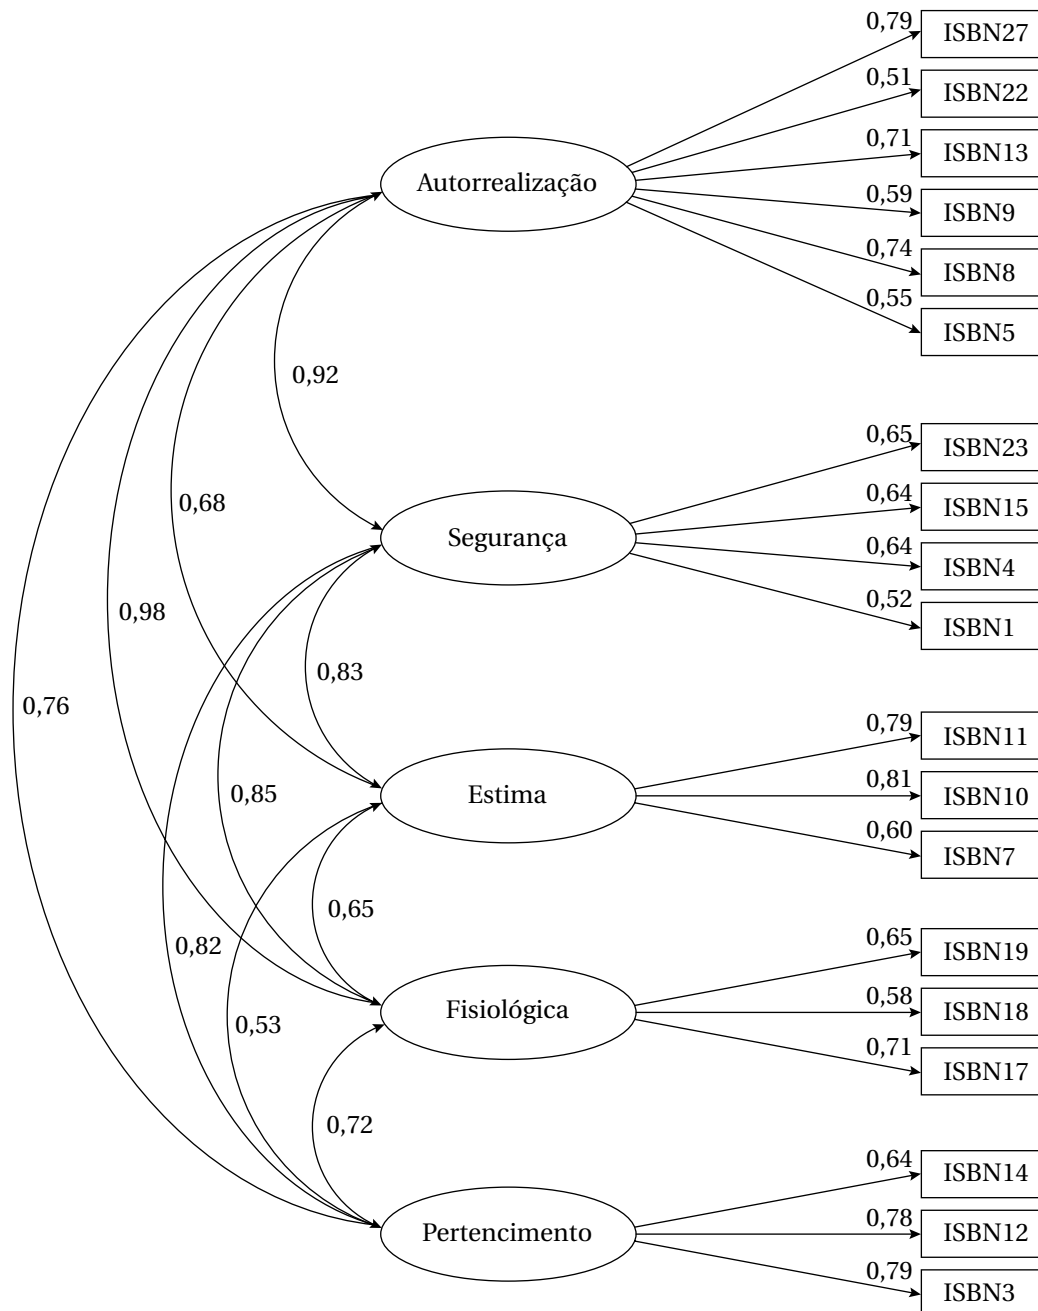 0,79
ISBN27
0,51
ISBN22
0,71
ISBN13
Autorrealização
0,59
ISBN9
0,74
ISBN8
0,55
ISBN5
0,92
0,65
ISBN23
0,68
0,64
ISBN15
Segurança
0,64
ISBN4
0,98
0,52
ISBN1
0,83
0,76
0,79
ISBN11
0,85
Estima
0,81
ISBN10
0,60
ISBN7
0,65
0,82
0,65
ISBN19
0,53
Fisiológica
0,58
ISBN18
0,71
ISBN17
0,72
0,64
ISBN14
Pertencimento
0,78
ISBN12
0,79
ISBN3